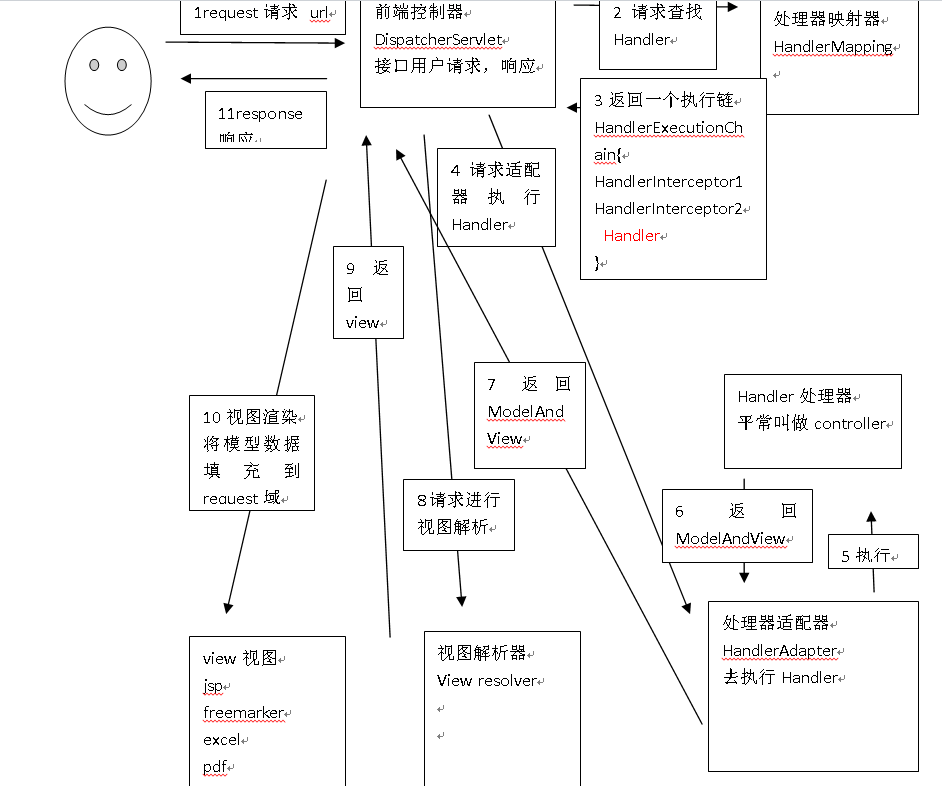 1request 请求 url
前端控制器
DispatcherServlet
接口用户请求，响应
2 请求查找
Handler
处理器映射器
HandlerMapping
11response
响应
3 返回一个执行链
HandlerExecutionCh
ain{
HandlerInterceptor1
HandlerInterceptor2
Handler
}
4 请求适配
器执行
Handler
9 返
回
view
7 返回
ModelAnd
View
Handler 处理器
平常叫做 controller
10 视图渲染
将模型数据
填充到
request 域
8请求进行
视图解析
6 返回
ModelAndView
5 执行
处理器适配器
HandlerAdapter
去执行 Handler
view 视图
jsp
freemarker
excel
pdf
视图解析器
View resolver